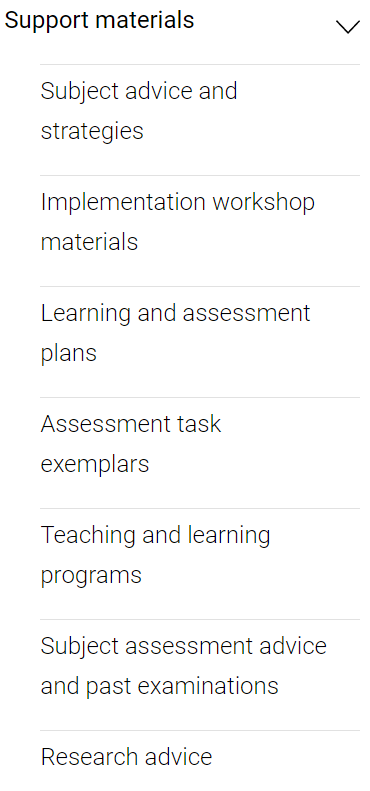 Support materials
Subject advice and
strategies
Implementation workshop
materials
Learning and assessment
plans
Assessment task
exemplars
Teaching and learning
programs
Subject assessment advice
and past examinations
Research advice